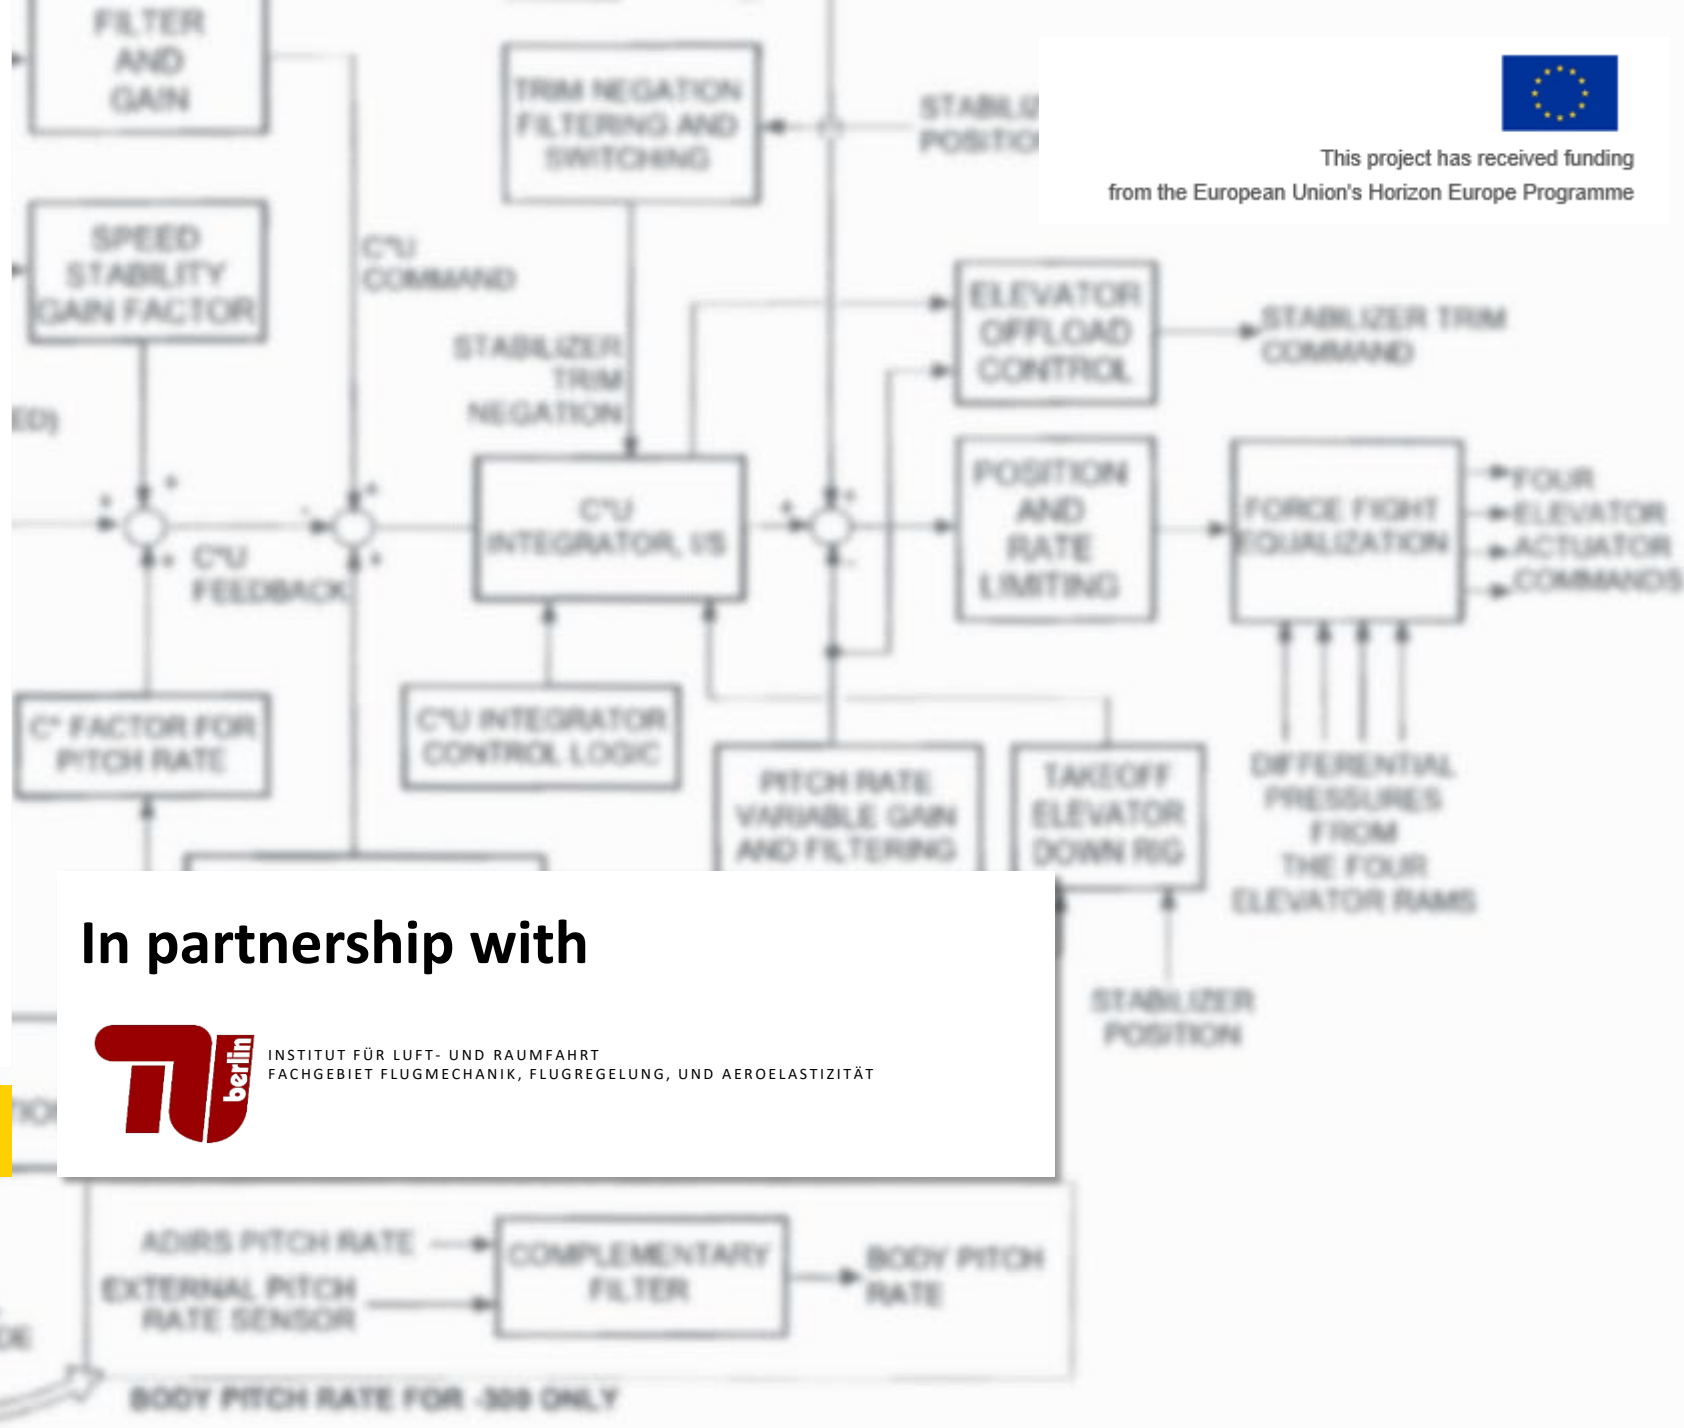 FILTER
AND
GAIN
TRIM NEGATION
FILTERING AND
SWITCHING
This project has received funding
from the European Union's Horizon Europe Programme
SPEED
STABILITY
GAIN FACTOR
C*U
COMMAND
STABILIZER
TRIM
NEGATION
ELEVATOR
OFFLOAD
CONTROL
STABILIZER TRIM
COMMAND
C*U
FEEDBACK
C*U
INTEGRATOR, I/S
POSITION
AND
RATE
LIMITING
FORCE FIGHT
EQUALIZATION
FOUR
ELEVATOR
ACTUATOR
COMMANDS
C* FACTOR FOR
PITCH RATE
C*U INTEGRATOR
CONTROL LOGIC
PITCH RATE
VARIABLE GAIN
AND FILTERING
TAKEOFF
ELEVATOR
DOWN RIG
DIFFERENTIAL
PRESSURES
FROM
THE FOUR
ELEVATOR RAMS
In partnership with
berlin
INSTITUT FÜR LUFT- UND RAUMFAHRT
FACHGEBIET FLUGMECHANIK, FLUGREGELUNG, UND AEROELASTIZITÄT
STABILIZER
POSITION
ADIRS PITCH RATE
EXTERNAL PITCH
RATE SENSOR
COMPLEMENTARY
FILTER
BODY PITCH
RATE
BODY PITCH RATE FOR -300 ONLY